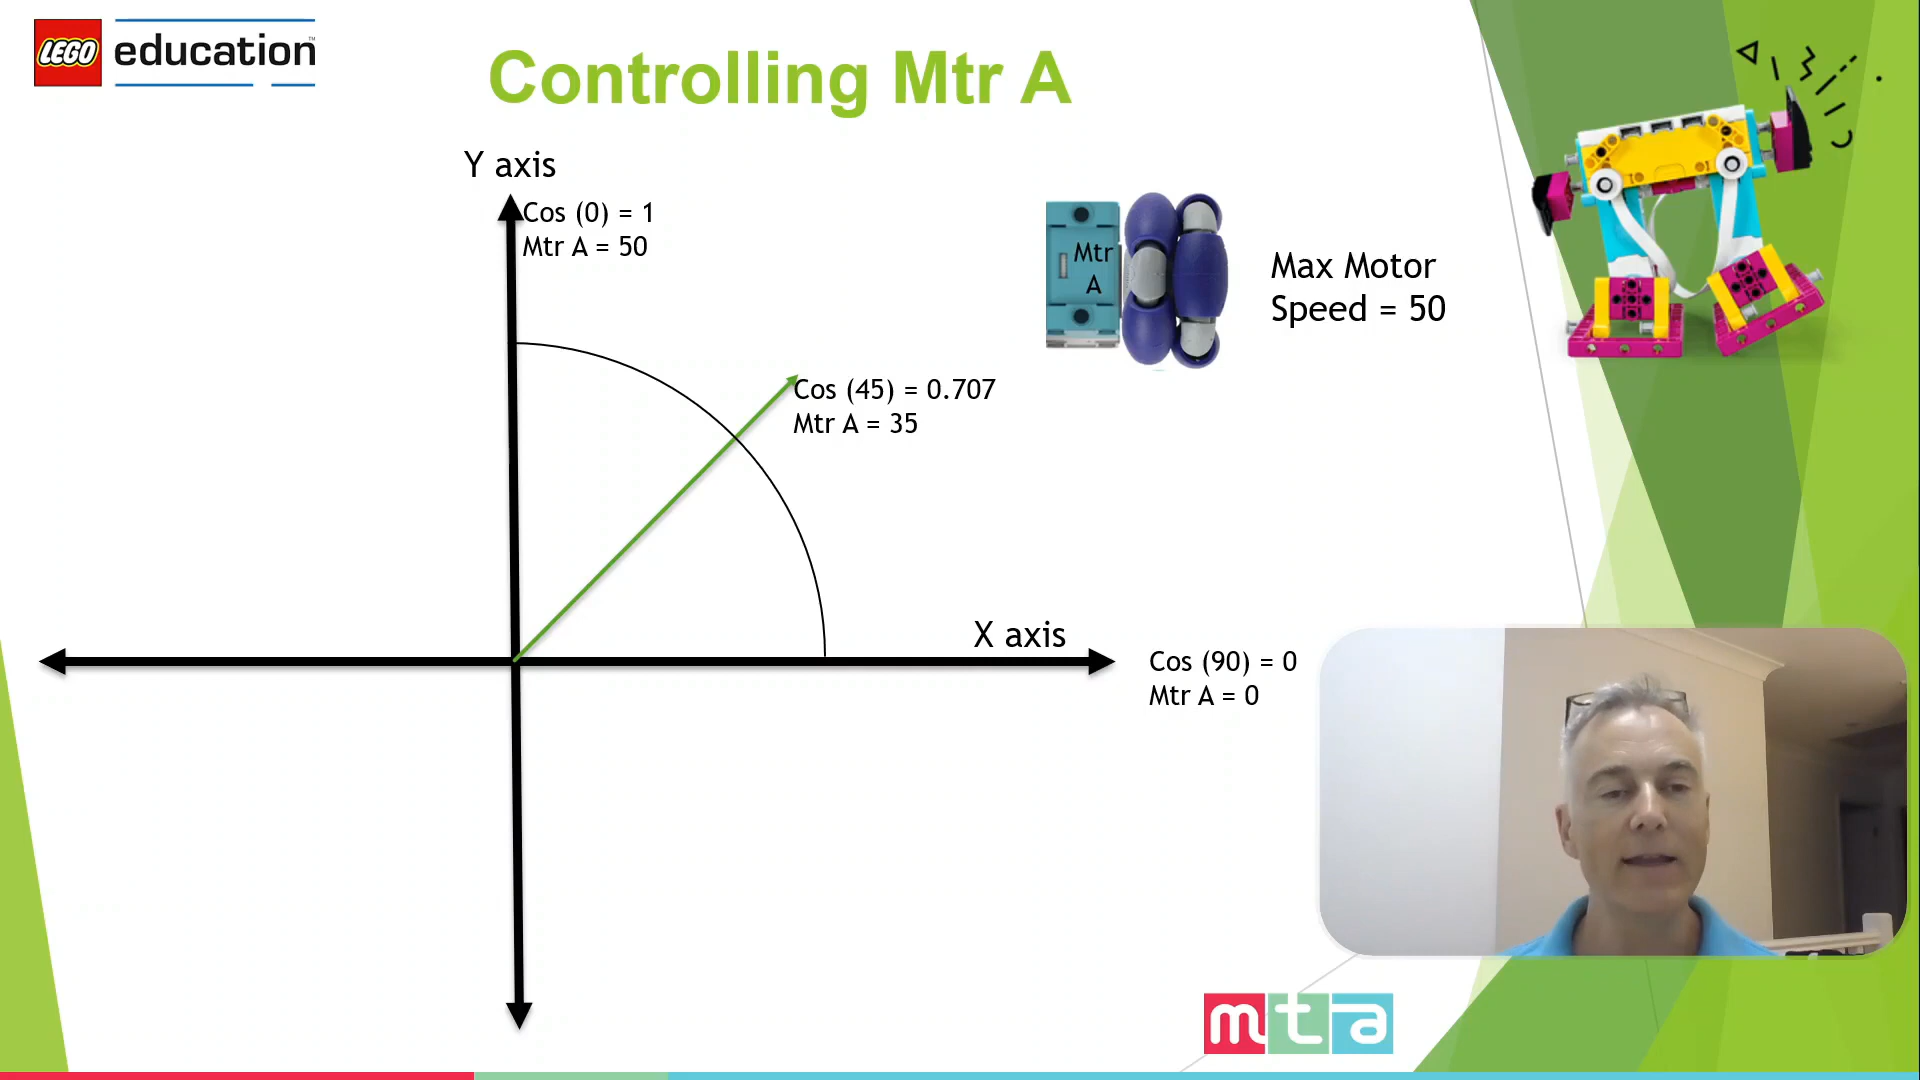 LEGO education™
Controlling Mtr A
Y axis
Cos (0) = 1
Mtr A = 50
Mtr
A
Max Motor
Speed = 50
Cos (45) = 0.707
Mtr A = 35
X axis
Cos (90) = 0
Mtr A = 0
mta